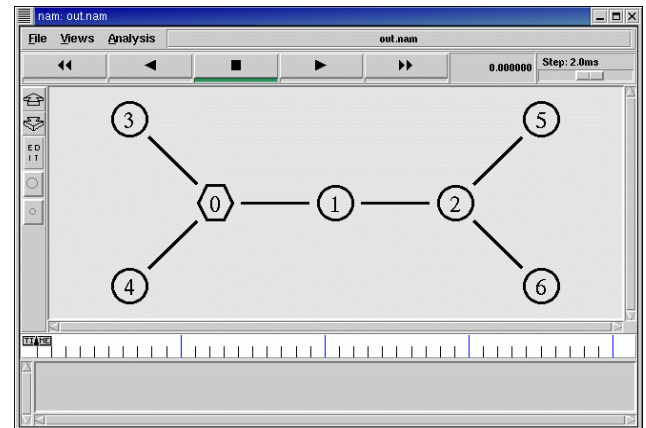 nam: out.nam
File Views Analysis out.nam
0.000000 Step: 2.0ms
3 5
E D
I T
0 1 2
4 6
TIME